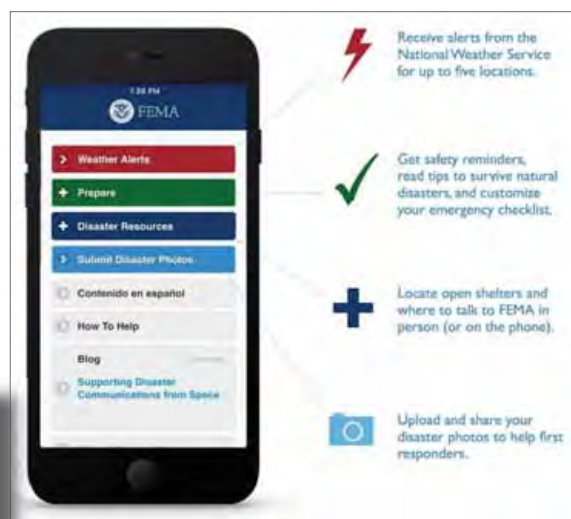 FEMA
Weather Alerts
Prepare
Disaster Resources
Submit Disaster Photos
Contenido en español
How To Help
Blog
Supporting Disaster
Communications from Space
Receive alerts from the
National Weather Service
for up to five locations.
Get safety reminders,
read tips to survive natural
disasters, and customize
your emergency checklist.
Locate open shelters and
where to talk to FEMA in
person (or on the phone).
Upload and share your
disaster photos to help first
responders.